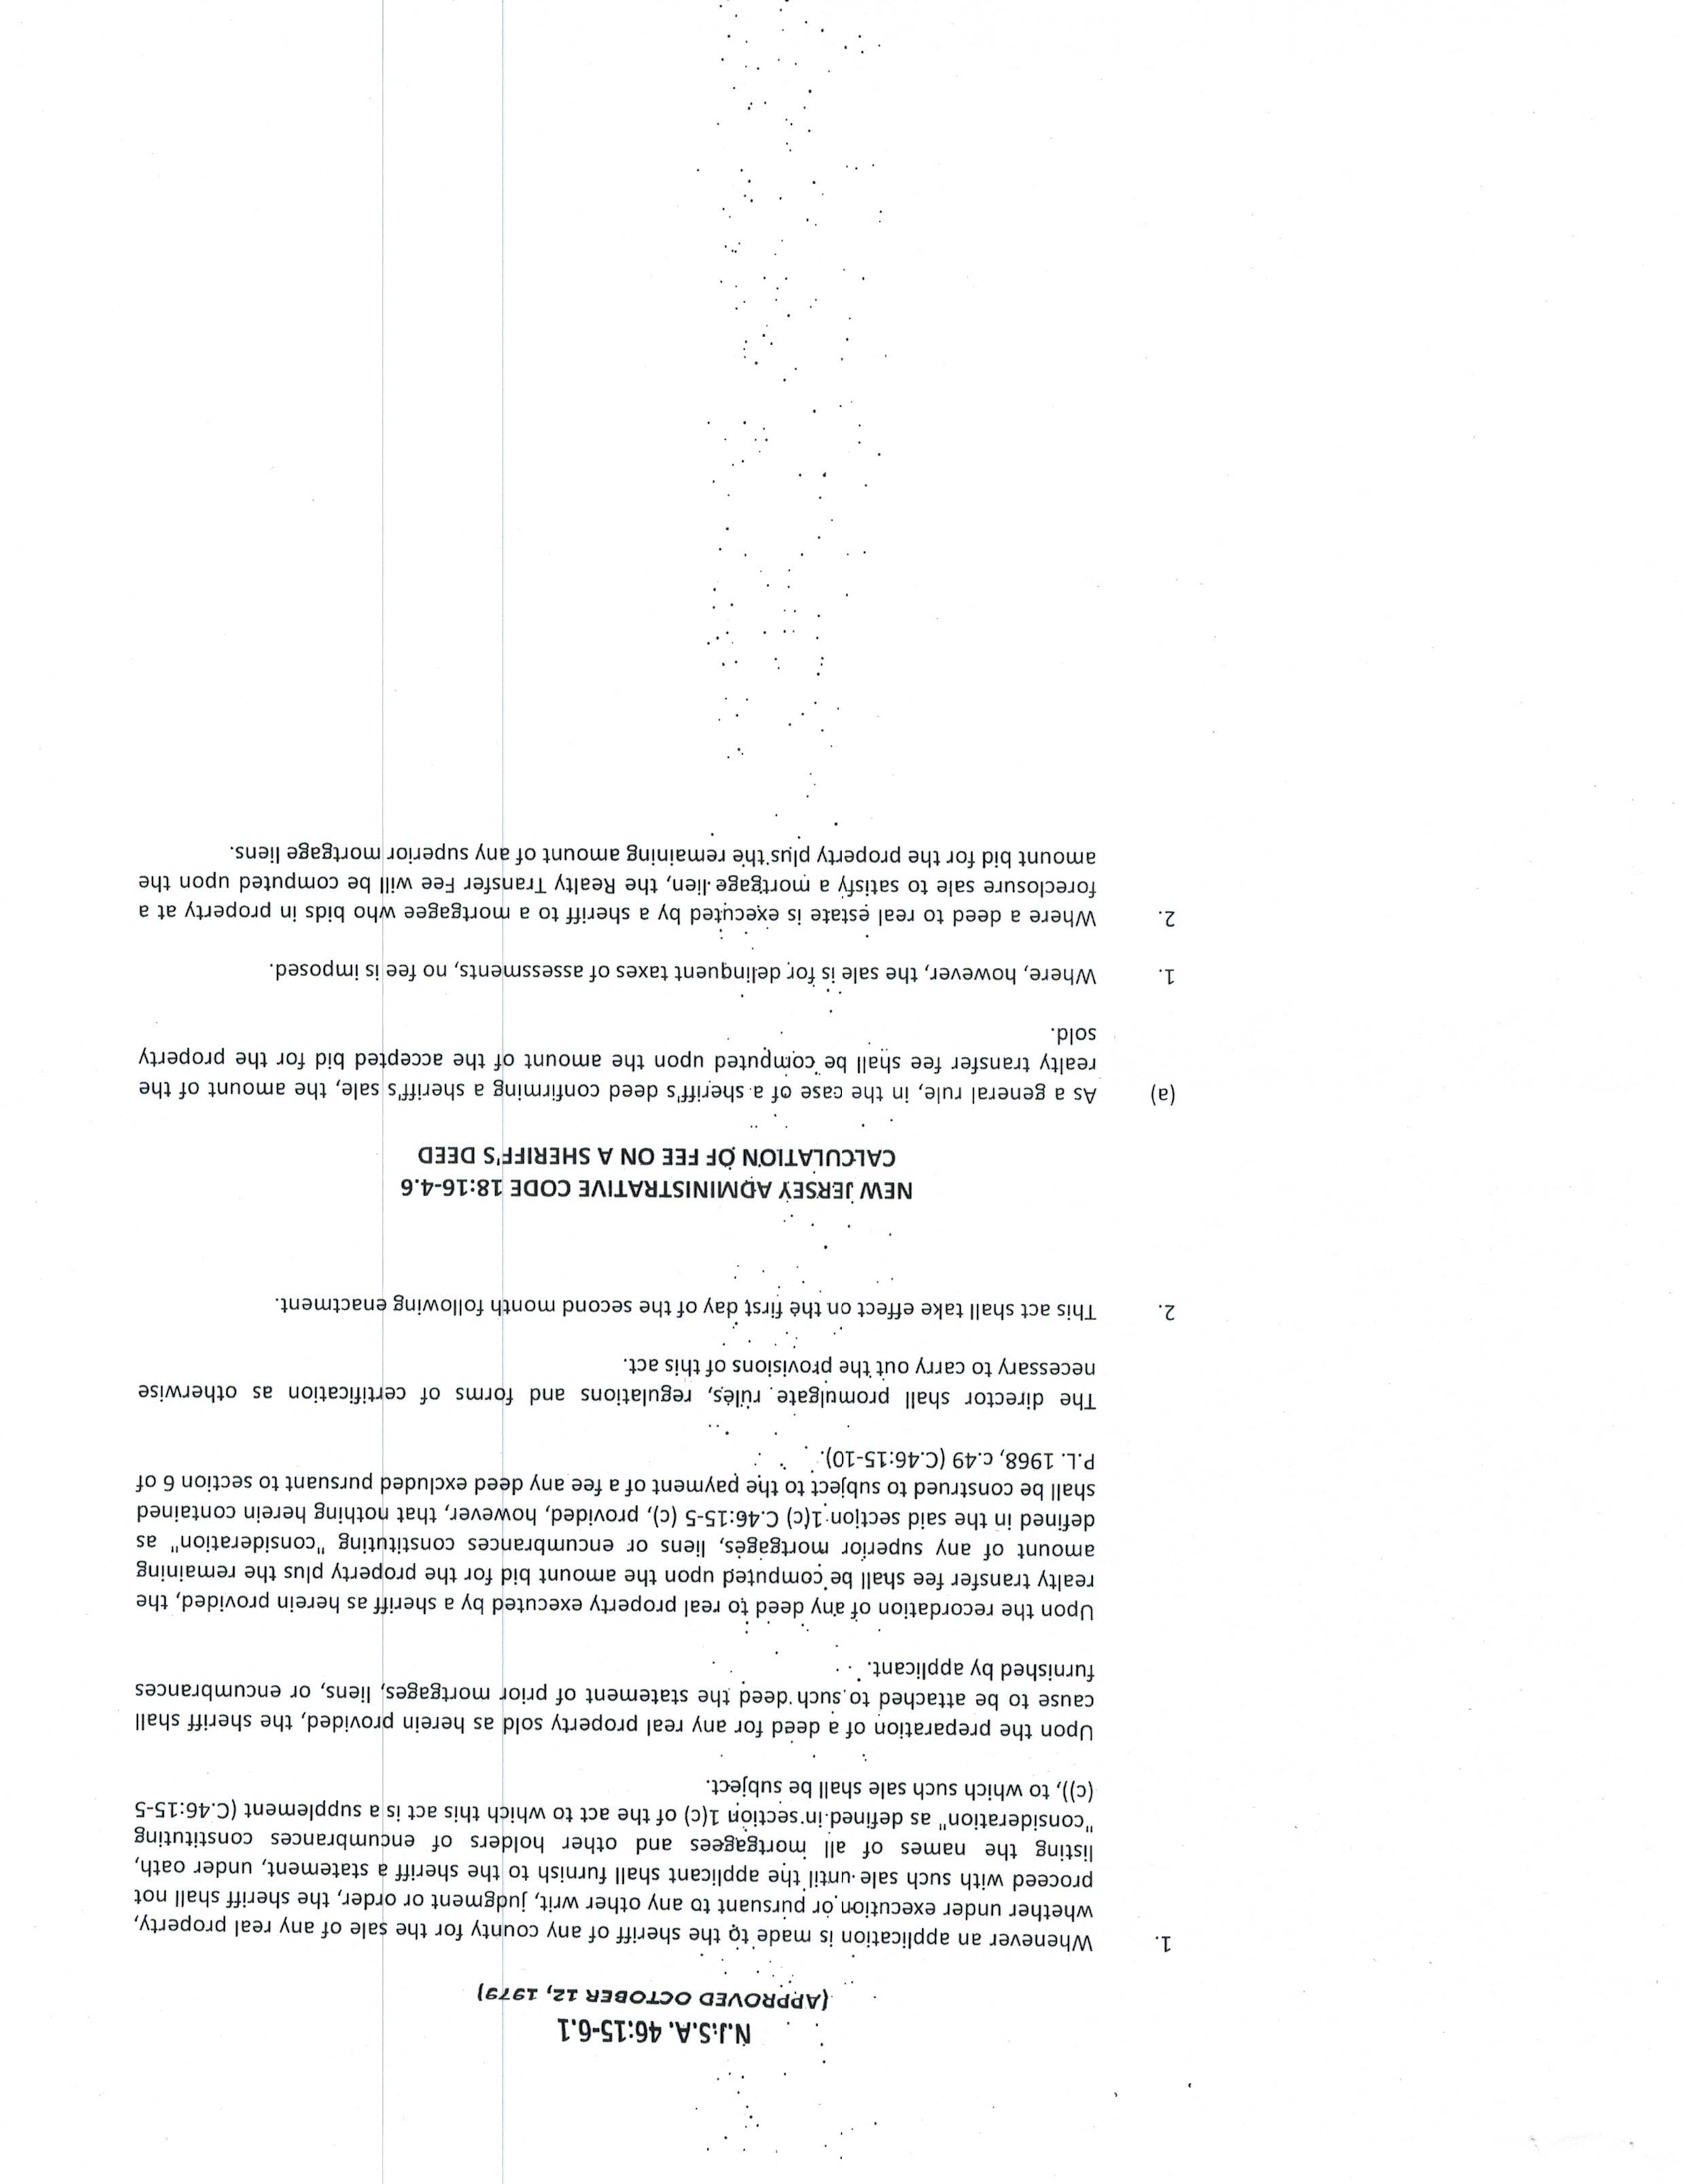 N.J.S.A. 46:15-6.1
(APPROVED OCTOBER 12, 1979)
1. Whenever an application is made to the sheriff of any county for the sale of any real property,
whether under execution or pursuant to any other writ, judgment or order, the sheriff shall not
proceed with such sale until the applicant shall furnish to the sheriff a statement, under oath,
listing the names of all mortgagees and other holders of encumbrances constituting
"consideration" as defined in section 1(c) of the act to which this act is a supplement (C.46:15-5
(c)), to which such sale shall be subject.
Upon the preparation of a deed for any real property sold as herein provided, the sheriff shall
cause to be attached to such deed the statement of prior mortgages, liens, or encumbrances
furnished by applicant.
Upon the recordation of any deed to real property executed by a sheriff as herein provided, the
realty transfer fee shall be computed upon the amount bid for the property plus the remaining
amount of any superior mortgages, liens or encumbrances constituting "consideration" as
defined in the said section 1(c) C.46:15-5 (c), provided, however, that nothing herein contained
shall be construed to subject to the payment of a fee any deed excluded pursuant to section 6 of
P.L. 1968, c.49 (C.46:15-10).
The director shall promulgate rules, regulations and forms of certification as otherwise
necessary to carry out the provisions of this act.
2. This act shall take effect on the first day of the second month following enactment.
NEW JERSEY ADMINISTRATIVE CODE 18:16-4.6
CALCULATION OF FEE ON A SHERIFF'S DEED
(a) As a general rule, in the case of a sheriff's deed confirming a sheriff's sale, the amount of the
realty transfer fee shall be computed upon the amount of the accepted bid for the property
sold.
1. Where, however, the sale is for delinquent taxes of assessments, no fee is imposed.
2. Where a deed to real estate is executed by a sheriff to a mortgagee who bids in property at a
foreclosure sale to satisfy a mortgage lien, the Realty Transfer Fee will be computed upon the
amount bid for the property plus the remaining amount of any superior mortgage liens.